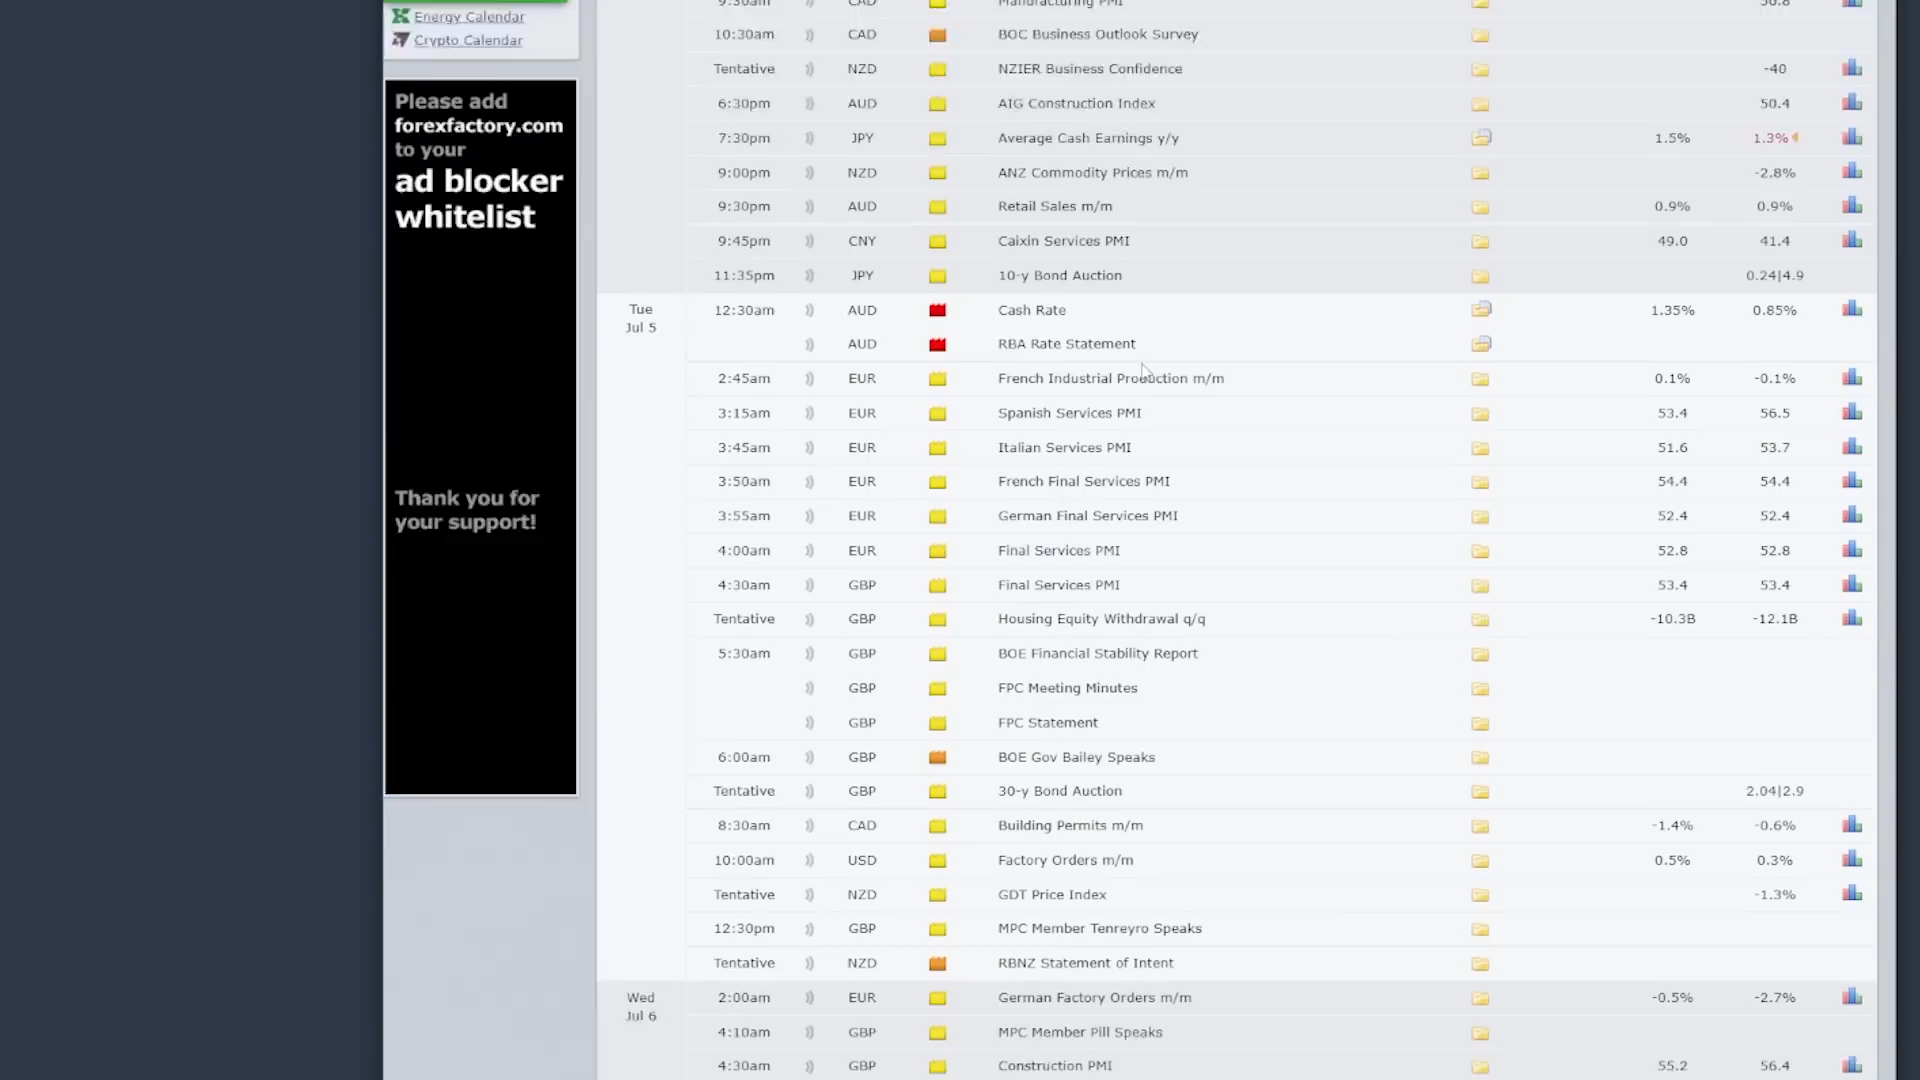 Energy Calendar
Crypto Calendar
Please add
forexfactory.com
to your
ad blocker
whitelist
Thank you for
your support!
9:30am CAD Manufacturing PMI 56.8
10:30am CAD BOC Business Outlook Survey
Tentative NZD NZIER Business Confidence -40
6:30pm AUD AIG Construction Index 50.4
7:30pm JPY Average Cash Earnings y/y 1.5% 1.3%
9:00pm NZD ANZ Commodity Prices m/m -2.8%
9:30pm AUD Retail Sales m/m 0.9% 0.9%
9:45pm CNY Caixin Services PMI 49.0 41.4
11:35pm JPY 10-y Bond Auction 0.24|4.9
Tue
Jul 5
12:30am AUD Cash Rate 1.35% 0.85%
AUD RBA Rate Statement
2:45am EUR French Industrial Production m/m 0.1% -0.1%
3:15am EUR Spanish Services PMI 53.4 56.5
3:45am EUR Italian Services PMI 51.6 53.7
3:50am EUR French Final Services PMI 54.4 54.4
3:55am EUR German Final Services PMI 52.4 52.4
4:00am EUR Final Services PMI 52.8 52.8
4:30am GBP Final Services PMI 53.4 53.4
Tentative GBP Housing Equity Withdrawal q/q -10.3B -12.1B
5:30am GBP BOE Financial Stability Report
GBP FPC Meeting Minutes
GBP FPC Statement
6:00am GBP BOE Gov Bailey Speaks
Tentative GBP 30-y Bond Auction 2.04|2.9
8:30am CAD Building Permits m/m -1.4% -0.6%
10:00am USD Factory Orders m/m 0.5% 0.3%
Tentative NZD GDT Price Index -1.3%
12:30pm GBP MPC Member Tenreyro Speaks
Tentative NZD RBNZ Statement of Intent
Wed
Jul 6
2:00am EUR German Factory Orders m/m -0.5% -2.7%
4:10am GBP MPC Member Pill Speaks
4:30am GBP Construction PMI 55.2 56.4